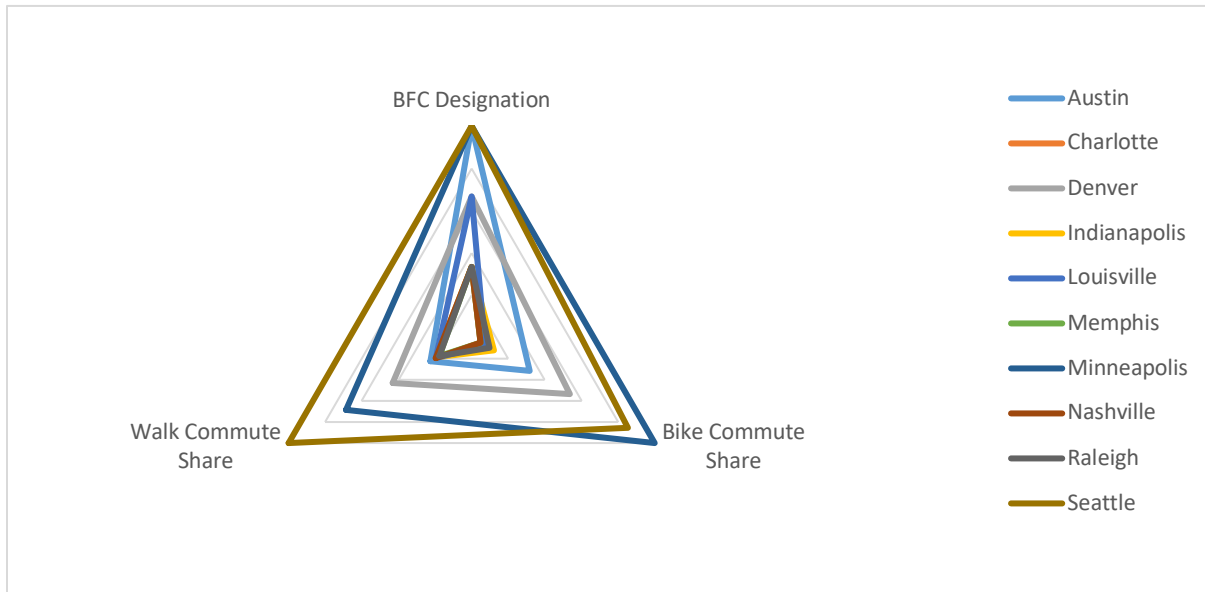 BFC Designation
Walk Commute
Share
Bike Commute
Share
Austin
Charlotte
Denver
Indianapolis
Louisville
Memphis
Minneapolis
Nashville
Raleigh
Seattle